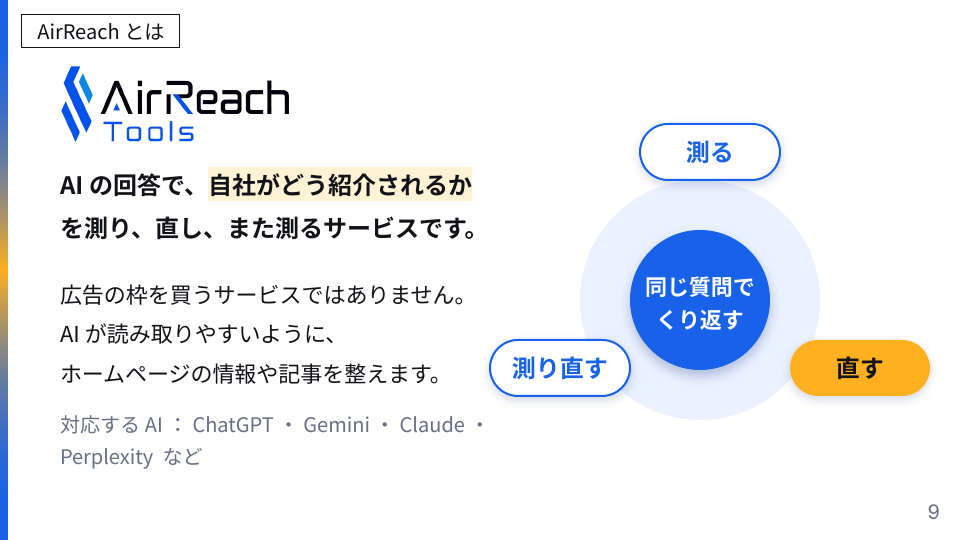 AirReach とは
AirReach
Tools
AI の回答で、自社がどう紹介されるか
を測り、直し、また測るサービスです。
広告の枠を買うサービスではありません。
AI が読み取りやすいように、
ホームページの情報や記事を整えます。
対応する AI ： ChatGPT ・ Gemini ・ Claude ・
Perplexity など
測る
同じ質問で
くり返す
測り直す
直す
9